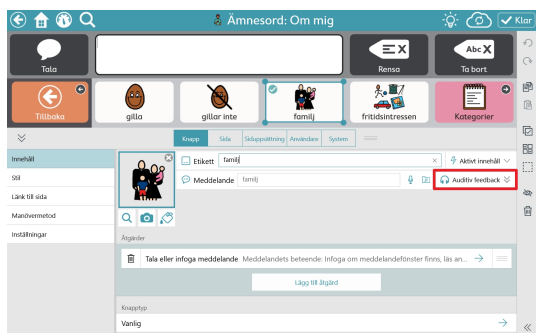 Ämnesord: Om mig
Klar
Tala
X
Rensa
Abc X
Ta bort
Tillbaka
gilla
gillar inte
familj
fritidsintressen
Kategorier
Knapp Sida Siduppsättning Användare System
Innehåll
Stil
Länk till sida
Manövermetod
Inställningar
Etikett familj × Aktivt innehåll
Meddelande familj Auditiv feedback
Åtgärder
Tala eller infoga meddelande Meddelandets beteende: Infoga om meddelandefönster finns, läs an...
Lägg till åtgärd
Knapptyp
Vanlig